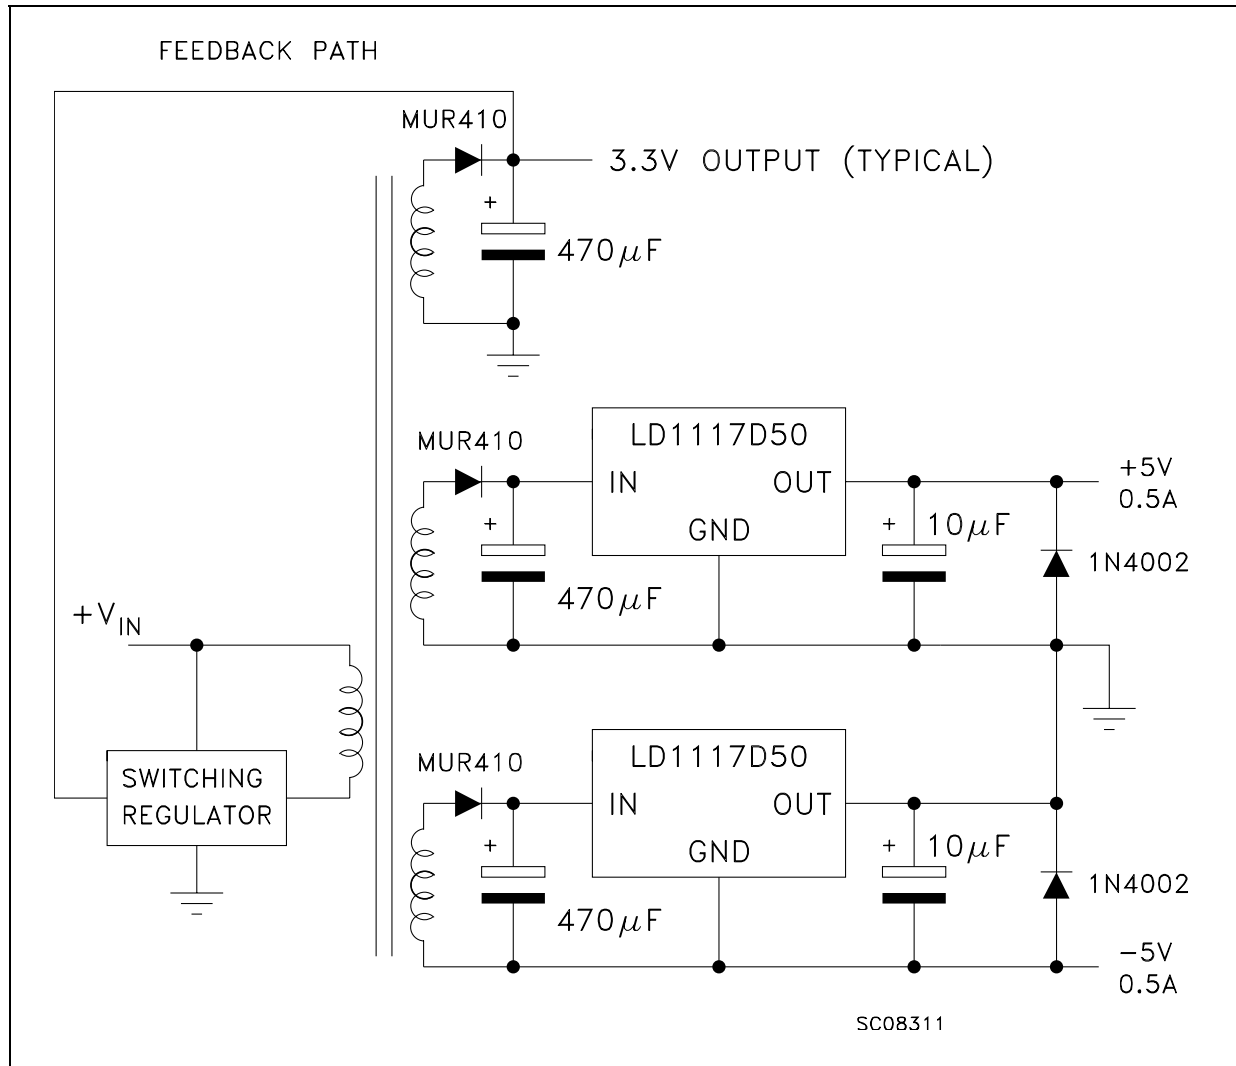 FEEDBACK PATH
MUR410
3.3V OUTPUT (TYPICAL)
+
470μF
MUR410
LD1117D50
IN OUT
GND
+
470μF
+
10μF
+5V
0.5A
1N4002
+VIN
SWITCHING
REGULATOR
MUR410
LD1117D50
IN OUT
GND
+
470μF
+
10μF
1N4002
-5V
0.5A
SC08311